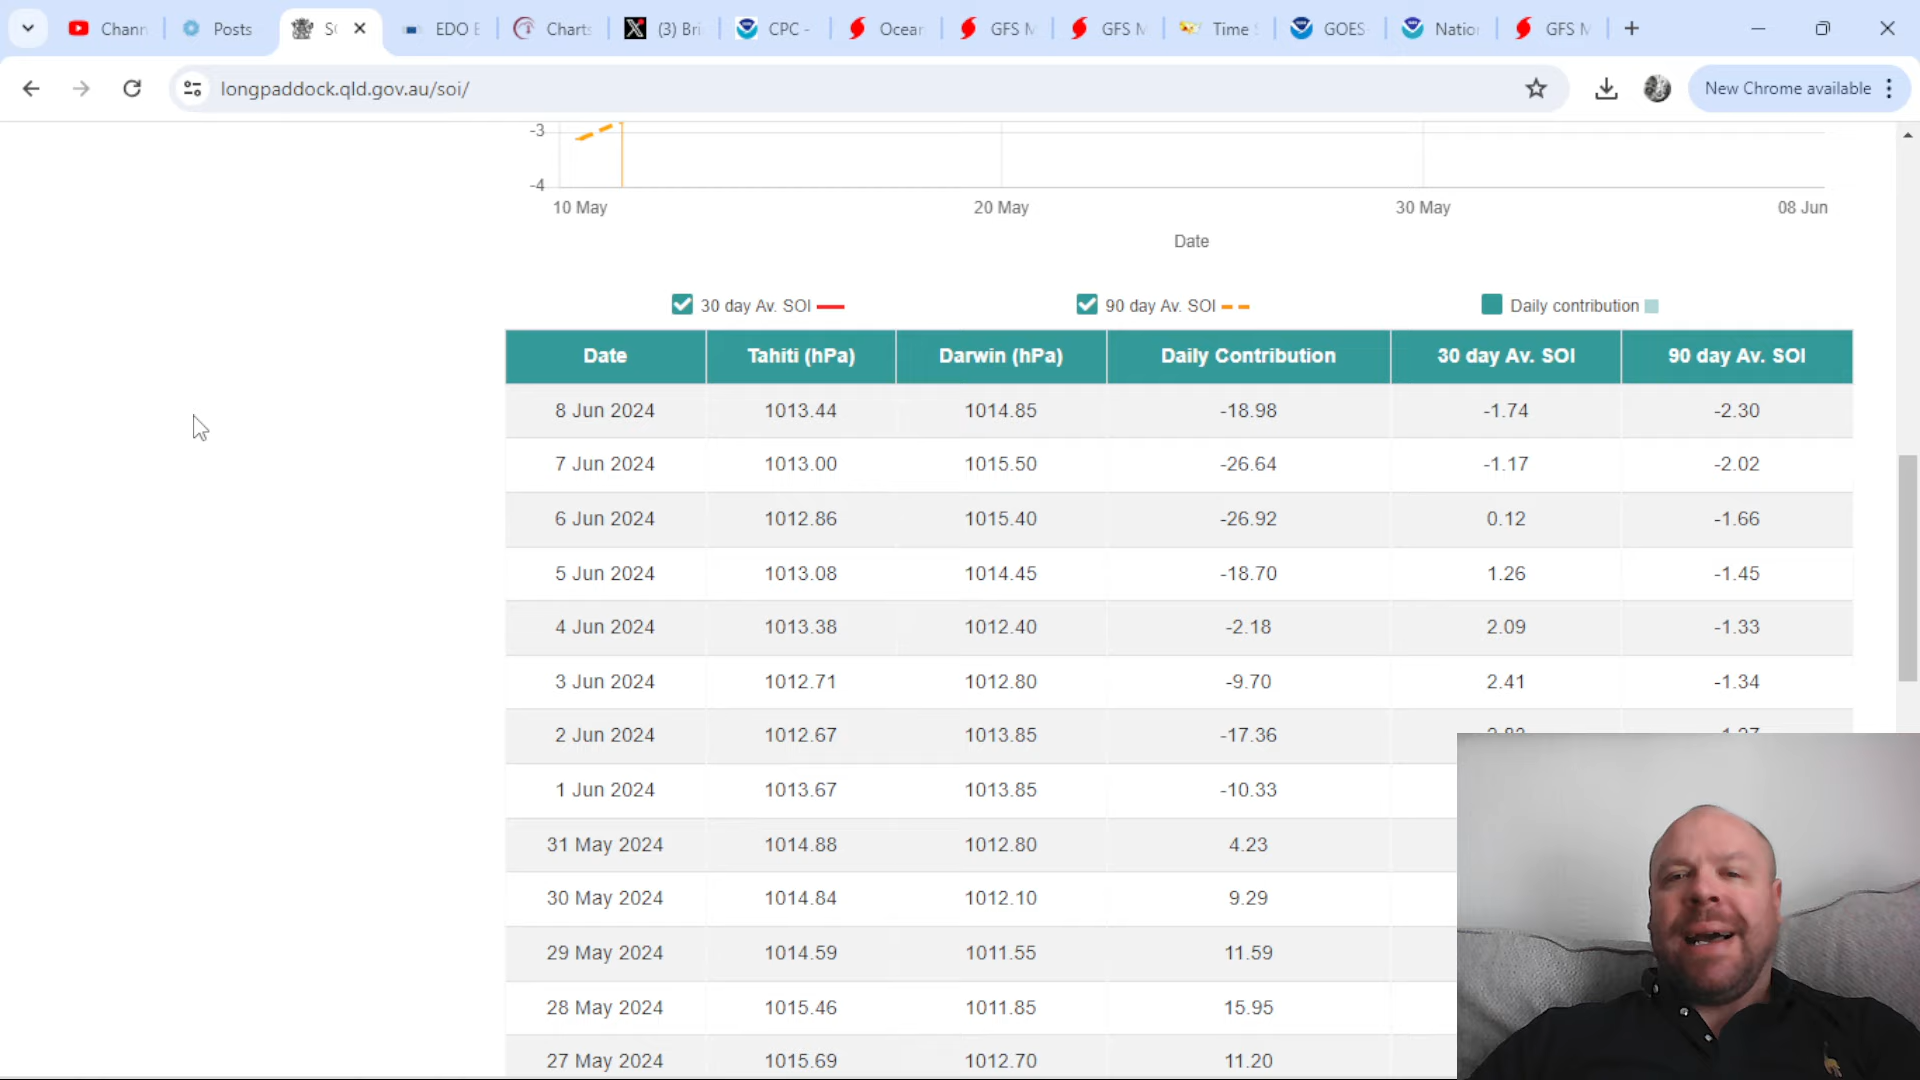 Chann
Posts
SO
EDO E
Charts
(3) Bri
CPC -
Ocean
GFS M
GFS M
Time S
GOES-
Nation
GFS M
longpaddock.qld.gov.au/soi/
New Chrome available
-3
-4
10 May 20 May 30 May 08 Jun
Date
30 day Av. SOI 90 day Av. SOI Daily contribution
Date Tahiti (hPa) Darwin (hPa) Daily Contribution 30 day Av. SOI 90 day Av. SOI
8 Jun 2024 1013.44 1014.85 -18.98 -1.74 -2.30
7 Jun 2024 1013.00 1015.50 -26.64 -1.17 -2.02
6 Jun 2024 1012.86 1015.40 -26.92 0.12 -1.66
5 Jun 2024 1013.08 1014.45 -18.70 1.26 -1.45
4 Jun 2024 1013.38 1012.40 -2.18 2.09 -1.33
3 Jun 2024 1012.71 1012.80 -9.70 2.41 -1.34
2 Jun 2024 1012.67 1013.85 -17.36
1 Jun 2024 1013.67 1013.85 -10.33
31 May 2024 1014.88 1012.80 4.23
30 May 2024 1014.84 1012.10 9.29
29 May 2024 1014.59 1011.55 11.59
28 May 2024 1015.46 1011.85 15.95
27 May 2024 1015.69 1012.70 11.20